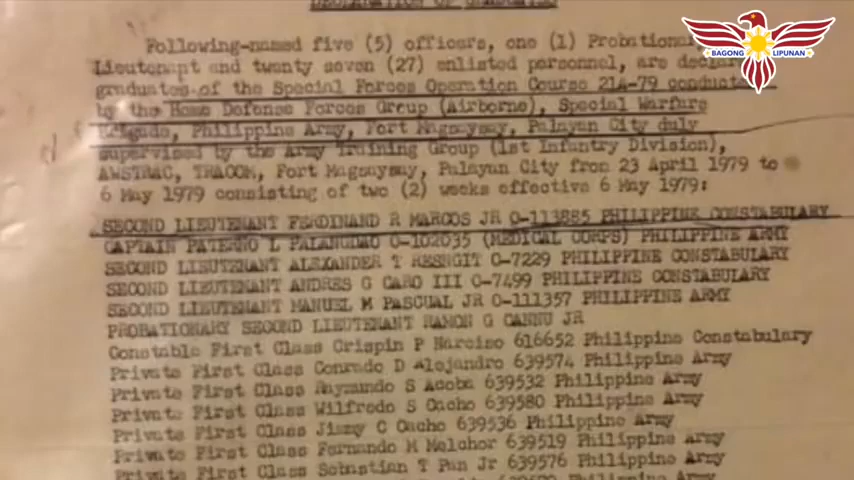 DECLARATION OF GRADUATES
BAGONG LIPUNAN
Following-named five (5) officers, one (1) Probationary
Lieutenant and twenty seven (27) enlisted personnel, are declar
graduates of the Special Forces Operation Course 21A-79 conducte
by the Home Defense Forces Group (Airborne), Special Warfare
Brigade, Philippine Army, Fort Magsaysay, Palayan City duly
supervised by the Army Training Group (1st Infantry Division),
AWSTRAC, TRACOM, Fort Magsaysay, Palayan City from 23 April 1979 to
6 May 1979 consisting of two (2) weeks effective 6 May 1979:
SECOND LIEUTENANT FERDINAND R MARCOS JR O-113885 PHILIPPINE CONSTABULARY
CAPTAIN PATERNO L PALANGDAO O-102035 (MEDICAL CORPS) PHILIPPINE ARMY
SECOND LIEUTENANT ALEXANDER T RESNGIT O-7229 PHILIPPINE CONSTABULARY
SECOND LIEUTENANT ANDRES G CARO III O-7499 PHILIPPINE CONSTABULARY
SECOND LIEUTENANT MANUEL M PASCUAL JR O-111357 PHILIPPINE ARMY
PROBATIONARY SECOND LIEUTENANT RAMON G CANNU JR
Constable First Class Crispin P Narciso 616652 Philippine Constabulary
Private First Class Conrado D Alejandro 639574 Philippine Army
Private First Class Raymundo S Acoba 639532 Philippine Army
Private First Class Wilfredo S Cacho 639580 Philippine Army
Private First Class Jimmy C Cacho 639536 Philippine Army
Private First Class Fernando M Melchor 639519 Philippine Army
Private First Class Sebastian T Pan Jr 639576 Philippine Army